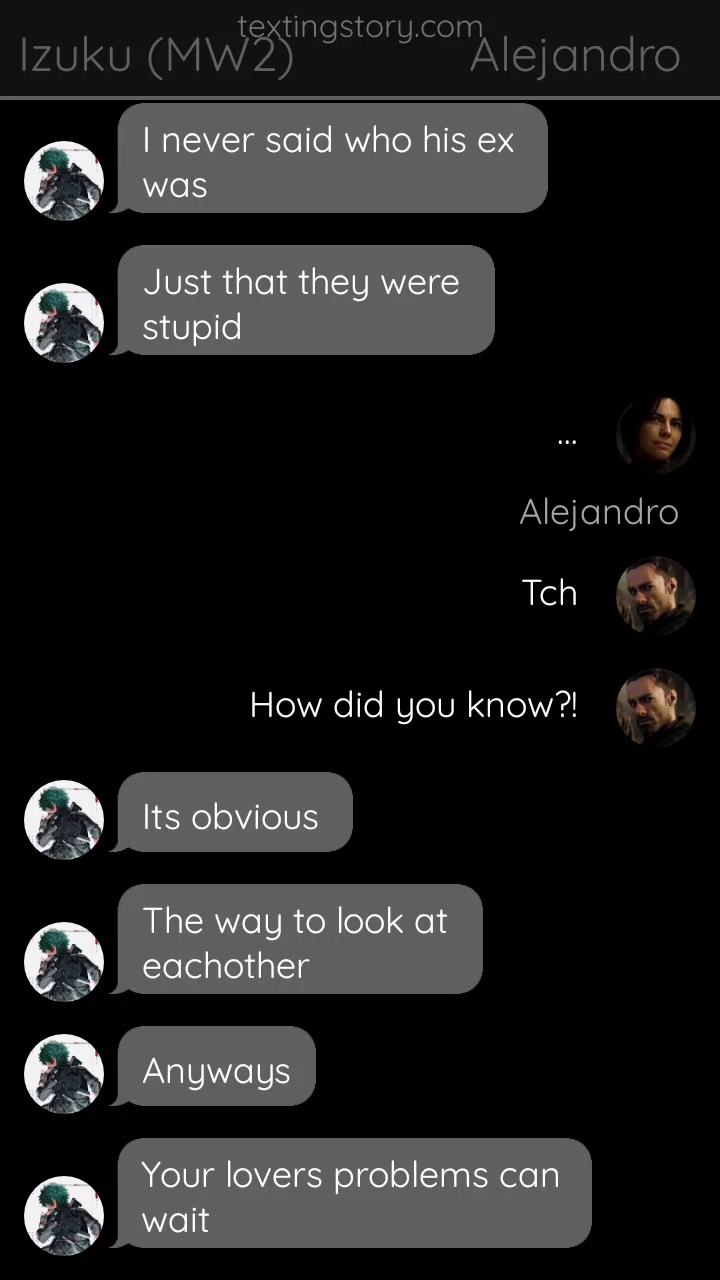 textingstory.com
Izuku (MW2)
Alejandro
I never said who his ex
was
Just that they were
stupid
...
Alejandro
Tch
How did you know?!
Its obvious
The way to look at
eachother
Anyways
Your lovers problems can
wait